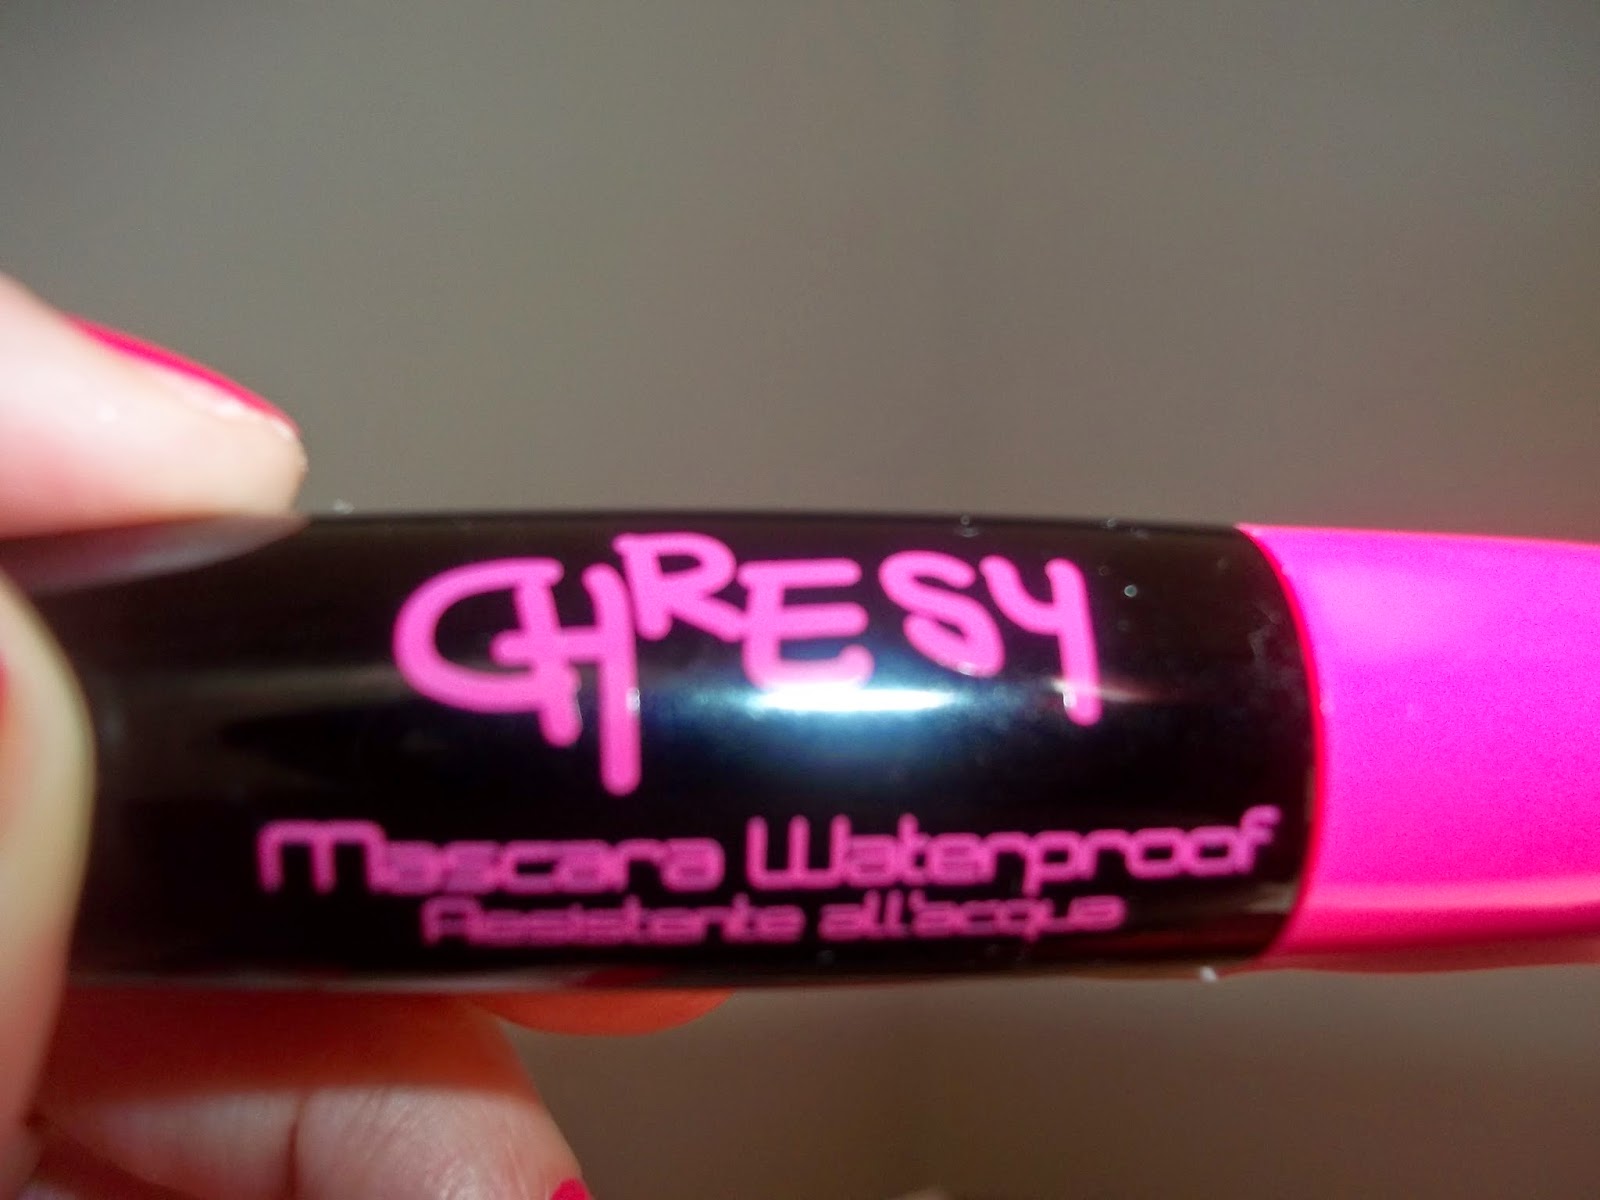 CHRESY
Mascara Waterproof
Resistente all'acqua